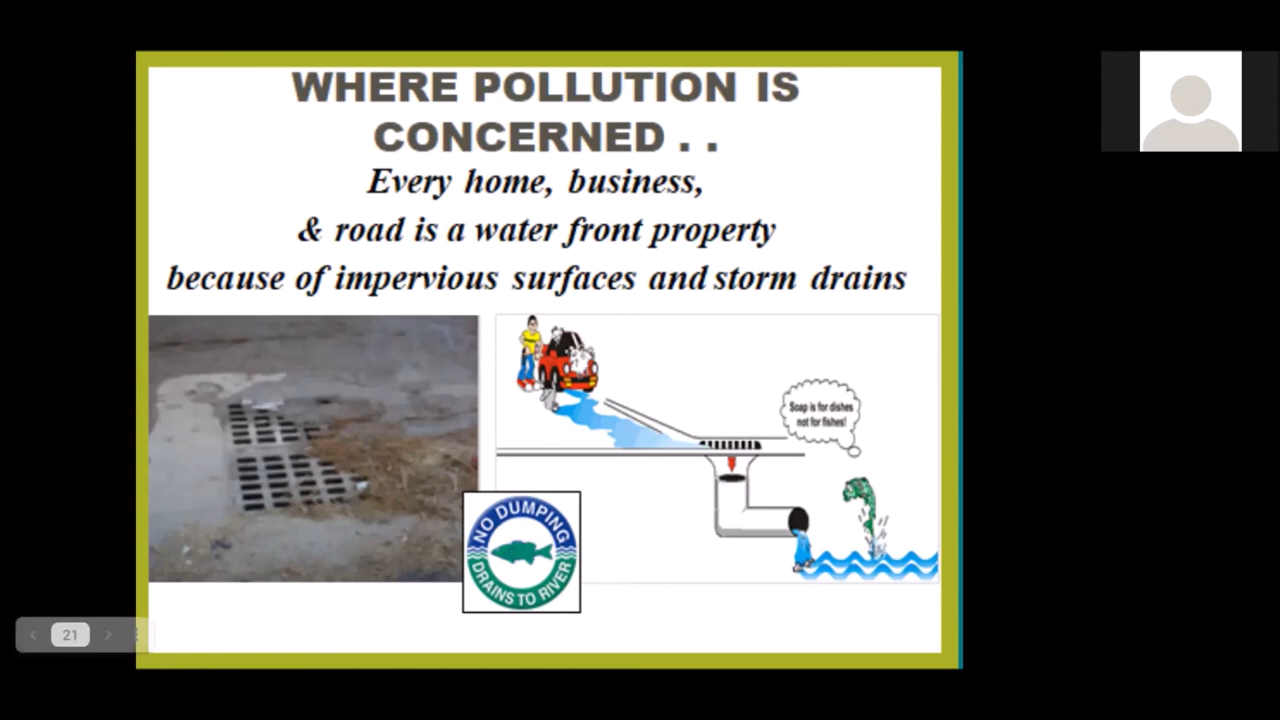 WHERE POLLUTION IS
CONCERNED . .
Every home, business,
& road is a water front property
because of impervious surfaces and storm drains
Soap is for dishes
not for fishes!
NO DUMPING
DRAINS TO RIVER
21